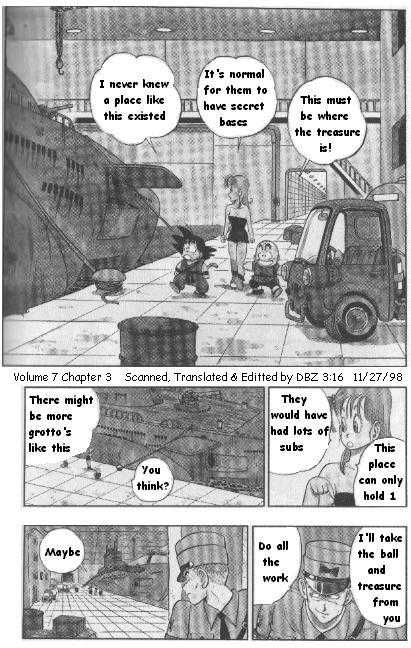 I never knew
a place like
this existed
It's normal
for them to
have secret
bases
This must
be where
the treasure
is!
Volume 7 Chapter 3 Scanned, Translated & Editted by DBZ 3:16 11/27/98
There might
be more
grotto's
like this
You
think?
They
would have
had lots of
subs
This
place
can only
hold 1
Maybe
Do all
the
work
I'll take
the ball
and
treasure
from
you